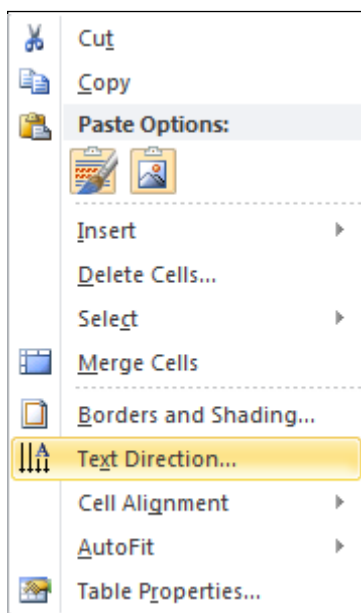 Cut
Copy
Paste Options:
Insert
Delete Cells...
Select
Merge Cells
Borders and Shading...
Text Direction...
Cell Alignment
AutoFit
Table Properties...